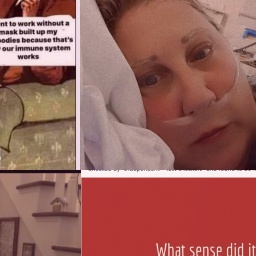 nt to work without a
mask built up my
odies because that's
our immune system
works
What sense did it